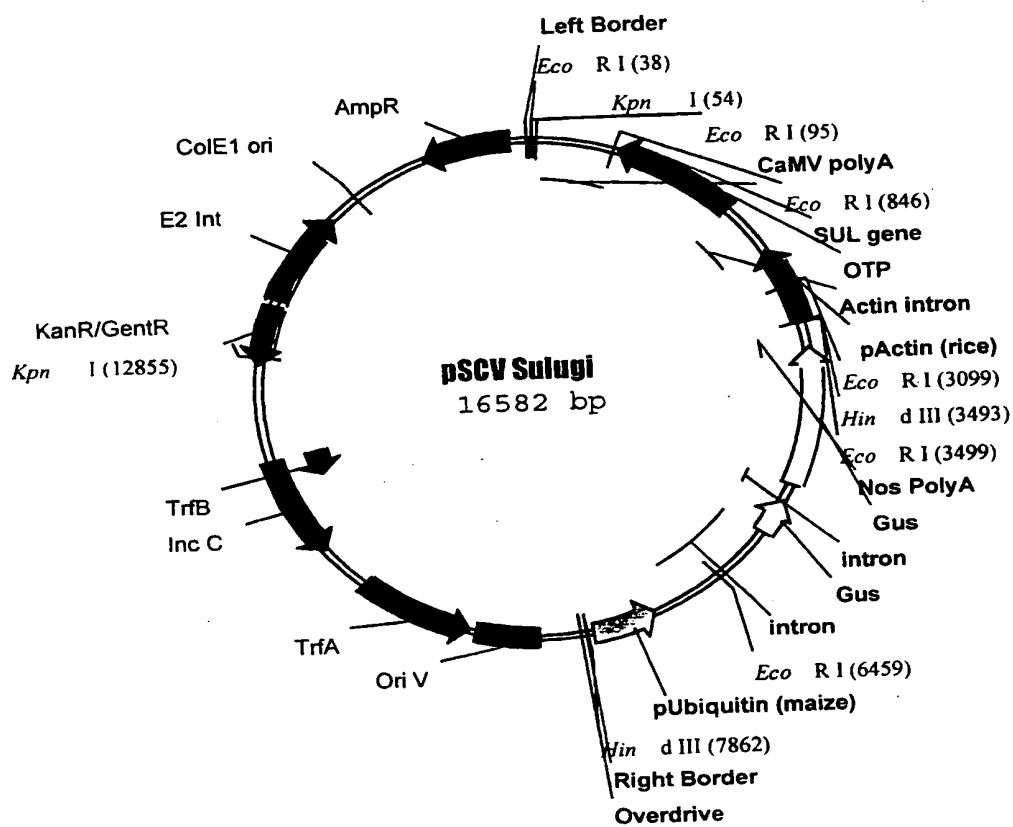 Left Border
Eco R I (38)
Kpn I (54)
AmpR
Eco R I (95)
ColE1 ori
CaMV polyA
Eco R I (846)
E2 Int
SUL gene
OTP
Actin intron
KanR/GentR
pActin (rice)
Kpn I (12855)
pSCV Sulugi
Eco R I (3099)
16582 bp
Hin d III (3493)
Eco R I (3499)
Nos PolyA
TrfB
Gus
Inc C
intron
Gus
intron
TrfA
Eco R I (6459)
Ori V
pUbiquitin (maize)
Hin d III (7862)
Right Border
Overdrive